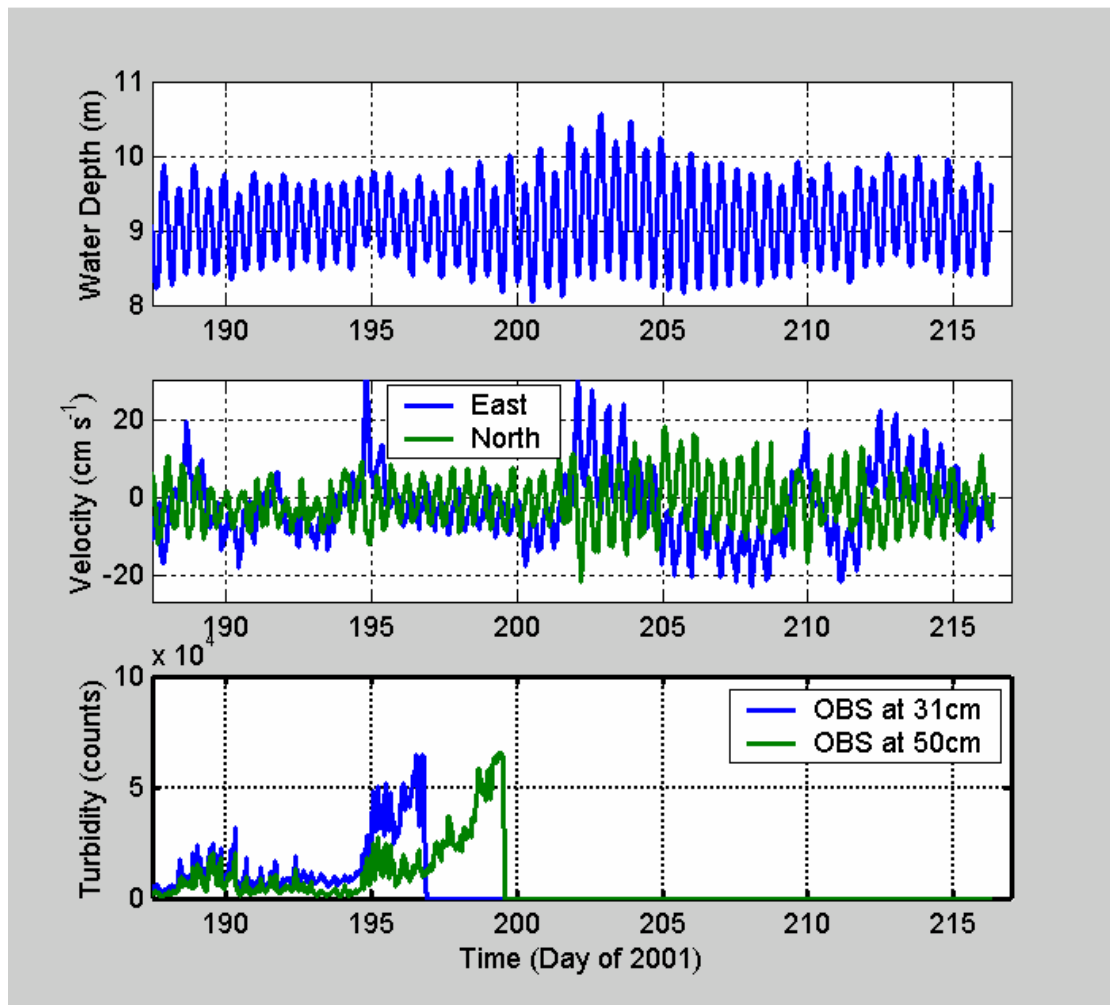 11
10
9
8
Water Depth (m)
190 195 200 205 210 215
20
0
-20
Velocity (cm s⁻¹)
East
North
190 195 200 205 210 215
x 10⁴
10
5
0
Turbidity (counts)
OBS at 31cm
OBS at 50cm
190 195 200 205 210 215
Time (Day of 2001)